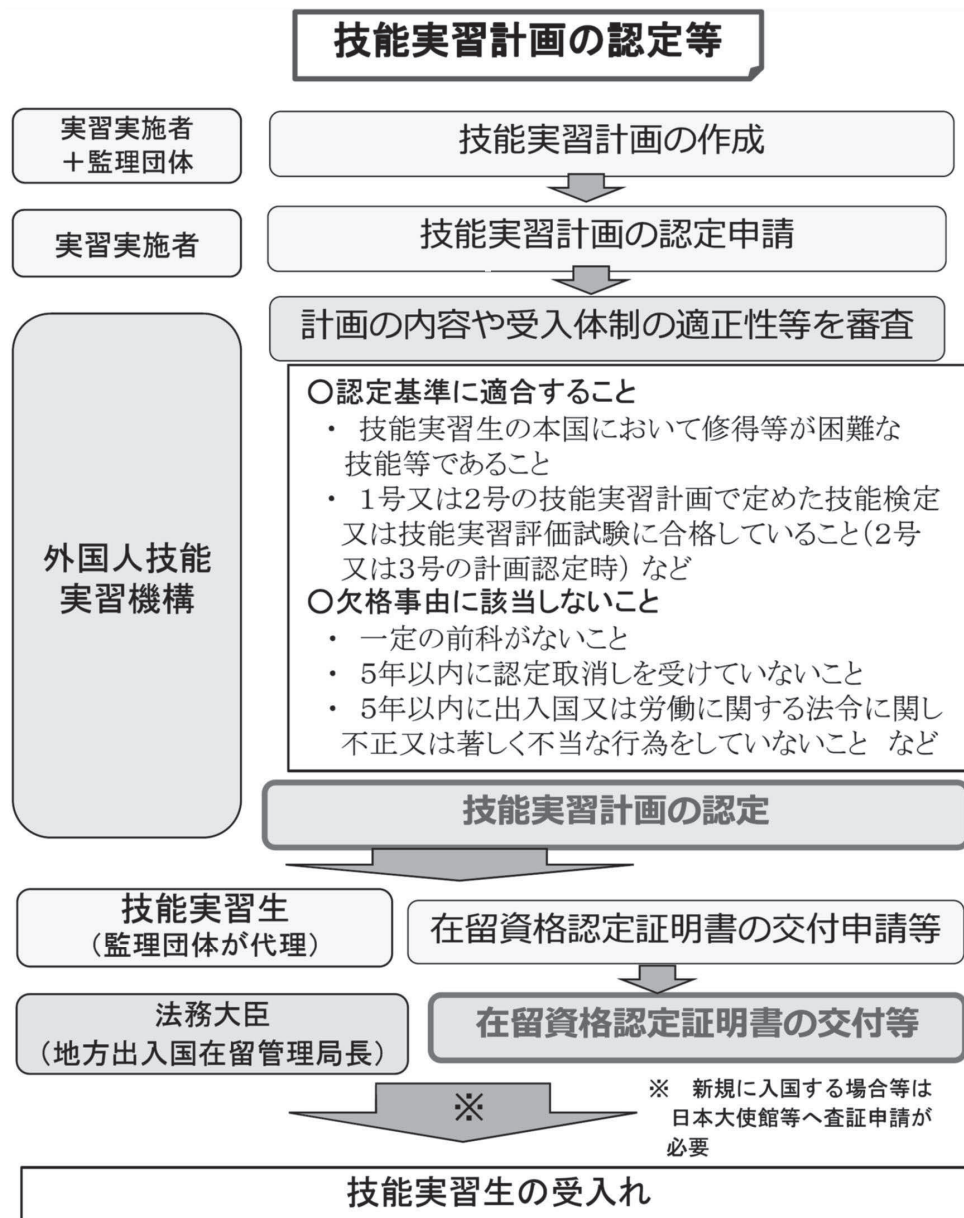 技能実習計画の認定等
実習実施者
＋監理団体
技能実習計画の作成
実習実施者
技能実習計画の認定申請
外国人技能
実習機構
計画の内容や受入体制の適正性等を審査
○認定基準に適合すること
・ 技能実習生の本国において修得等が困難な
技能等であること
・ 1号又は2号の技能実習計画で定めた技能検定
又は技能実習評価試験に合格していること(2号
又は3号の計画認定時) など
○欠格事由に該当しないこと
・ 一定の前科がないこと
・ 5年以内に認定取消しを受けていないこと
・ 5年以内に出入国又は労働に関する法令に関し
不正又は著しく不当な行為をしていないこと など
技能実習計画の認定
技能実習生
（監理団体が代理）
在留資格認定証明書の交付申請等
法務大臣
（地方出入国在留管理局長）
在留資格認定証明書の交付等
※
※ 新規に入国する場合等は
日本大使館等へ査証申請が
必要
技能実習生の受入れ